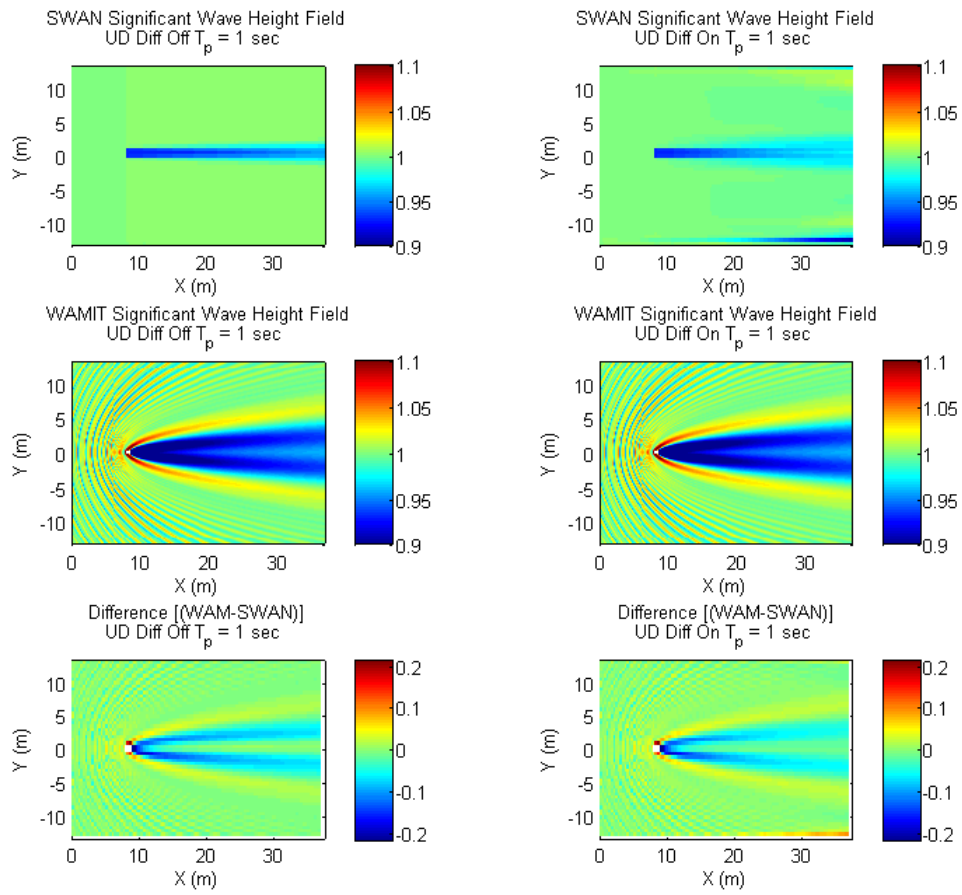 SWAN Significant Wave Height Field
UD Diff Off T_p = 1 sec
Y (m)
10
5
0
-5
-10
0 10 20 30
X (m)
1.1
1.05
1
0.95
0.9
SWAN Significant Wave Height Field
UD Diff On T_p = 1 sec
Y (m)
10
5
0
-5
-10
0 10 20 30
X (m)
1.1
1.05
1
0.95
0.9
WAMIT Significant Wave Height Field
UD Diff Off T_p = 1 sec
Y (m)
10
5
0
-5
-10
0 10 20 30
X (m)
1.1
1.05
1
0.95
0.9
WAMIT Significant Wave Height Field
UD Diff On T_p = 1 sec
Y (m)
10
5
0
-5
-10
0 10 20 30
X (m)
1.1
1.05
1
0.95
0.9
Difference [(WAM-SWAN)]
UD Diff Off T_p = 1 sec
Y (m)
10
5
0
-5
-10
0 10 20 30
X (m)
0.2
0.1
0
-0.1
-0.2
Difference [(WAM-SWAN)]
UD Diff On T_p = 1 sec
Y (m)
10
5
0
-5
-10
0 10 20 30
X (m)
0.2
0.1
0
-0.1
-0.2